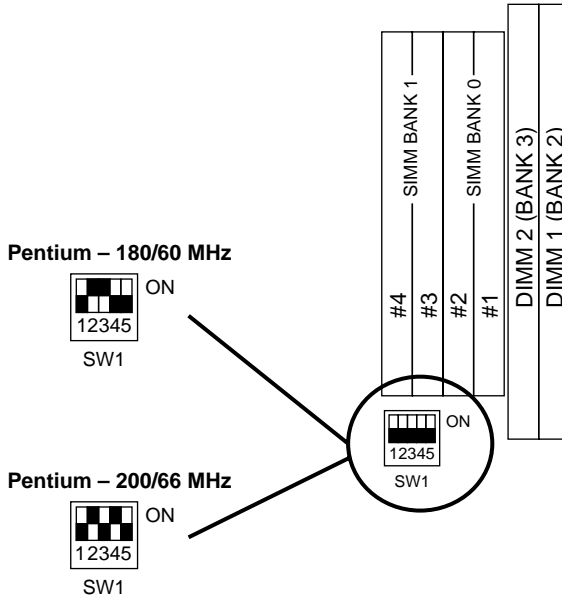 SIMM BANK 1
SIMM BANK 0
DIMM 2 (BANK 3)
DIMM 1 (BANK 2)
#4
#3
#2
#1
Pentium – 180/60 MHz
ON
12345
SW1
ON
12345
SW1
Pentium – 200/66 MHz
ON
12345
SW1